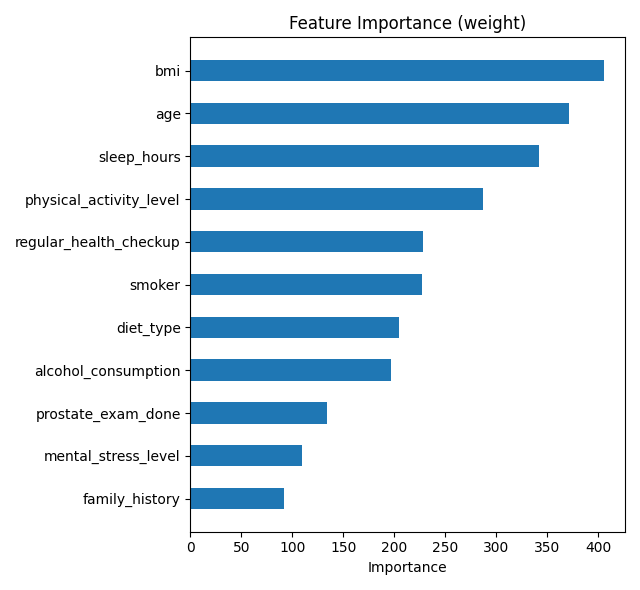 Feature Importance (weight)
bmi
age
sleep_hours
physical_activity_level
regular_health_checkup
smoker
diet_type
alcohol_consumption
prostate_exam_done
mental_stress_level
family_history
0 50 100 150 200 250 300 350 400
Importance